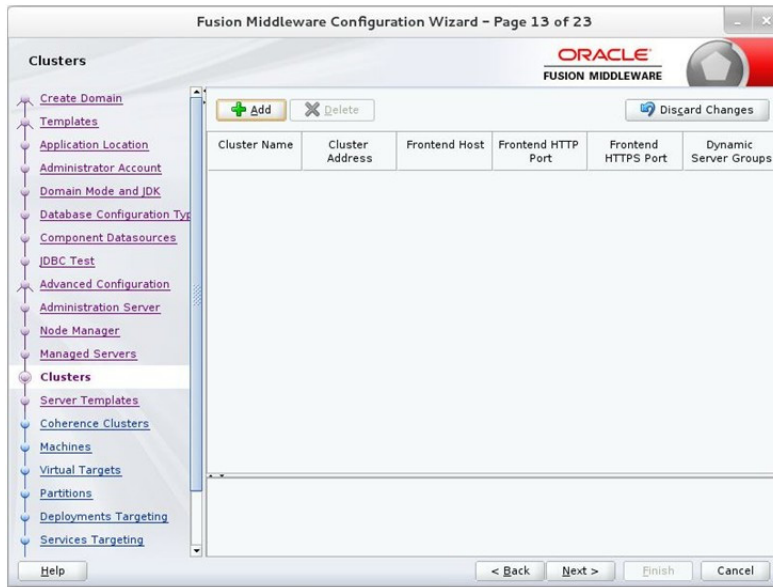 Fusion Middleware Configuration Wizard – Page 13 of 23
Clusters
ORACLE
FUSION MIDDLEWARE
Create Domain
Templates
Application Location
Administrator Account
Domain Mode and JDK
Database Configuration Typ
Component Datasources
JDBC Test
Advanced Configuration
Administration Server
Node Manager
Managed Servers
Clusters
Server Templates
Coherence Clusters
Machines
Virtual Targets
Partitions
Deployments Targeting
Services Targeting
Add Delete Discard Changes
Cluster Name Cluster Address Frontend Host Frontend HTTP Port Frontend HTTPS Port Dynamic Server Groups
Help < Back Next > Finish Cancel